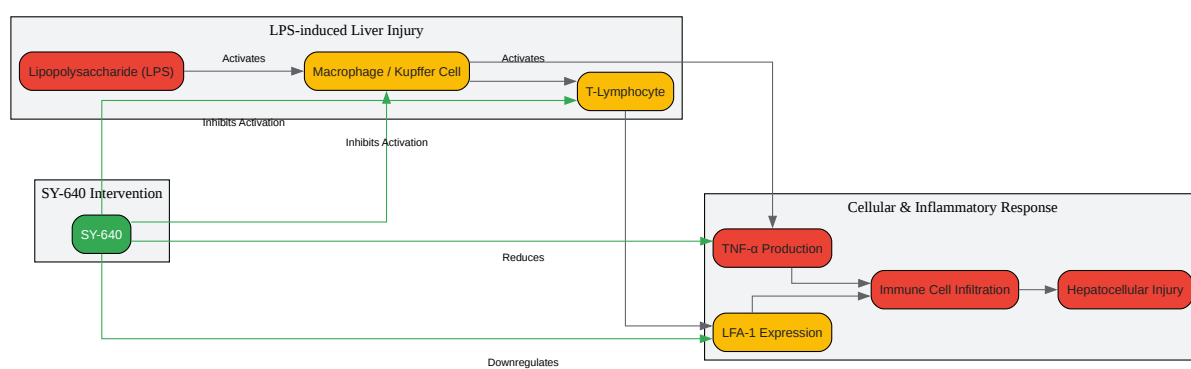 LPS-induced Liver Injury
Lipopolysaccharide (LPS)
Activates
Macrophage / Kupffer Cell
Activates
T-Lymphocyte
Inhibits Activation
Inhibits Activation
SY-640 Intervention
SY-640
Cellular & Inflammatory Response
TNF-α Production
Reduces
Immune Cell Infiltration
Hepatocellular Injury
LFA-1 Expression
Downregulates